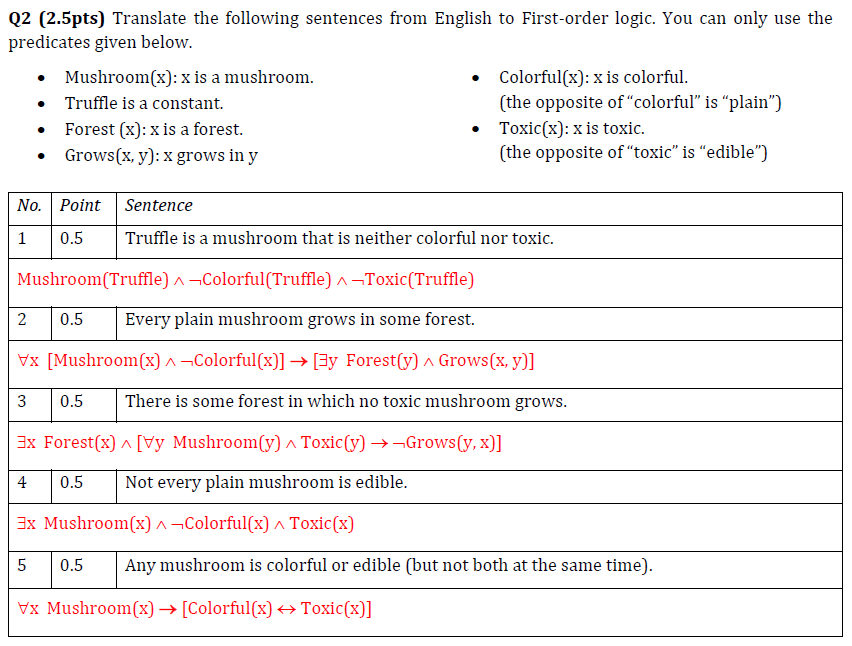 Q2 (2.5pts) Translate the following sentences from English to First-order logic. You can only use the
predicates given below.
• Mushroom(x): x is a mushroom.
• Truffle is a constant.
• Forest (x): x is a forest.
• Grows(x, y): x grows in y
• Colorful(x): x is colorful.
(the opposite of “colorful” is “plain”)
• Toxic(x): x is toxic.
(the opposite of “toxic” is “edible”)
No. Point Sentence
1 0.5 Truffle is a mushroom that is neither colorful nor toxic.
Mushroom(Truffle) ∧ ¬Colorful(Truffle) ∧ ¬Toxic(Truffle)
2 0.5 Every plain mushroom grows in some forest.
∀x [Mushroom(x) ∧ ¬Colorful(x)] → [∃y Forest(y) ∧ Grows(x, y)]
3 0.5 There is some forest in which no toxic mushroom grows.
∃x Forest(x) ∧ [∀y Mushroom(y) ∧ Toxic(y) → ¬Grows(y, x)]
4 0.5 Not every plain mushroom is edible.
∃x Mushroom(x) ∧ ¬Colorful(x) ∧ Toxic(x)
5 0.5 Any mushroom is colorful or edible (but not both at the same time).
∀x Mushroom(x) → [Colorful(x) ↔ Toxic(x)]